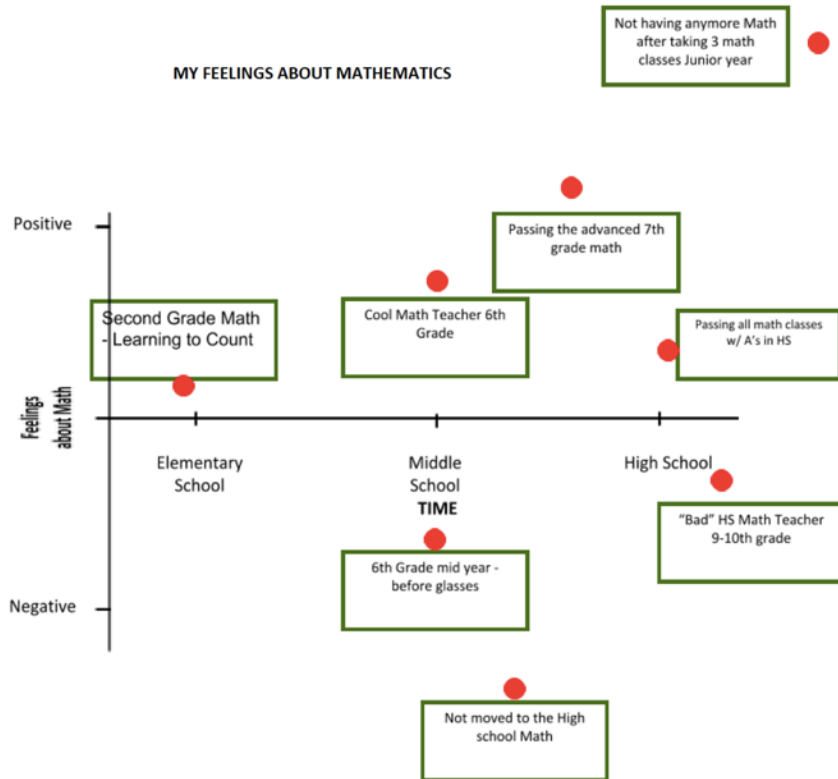 Not having anymore Math
after taking 3 math
classes Junior year
MY FEELINGS ABOUT MATHEMATICS
Positive
Passing the advanced 7th
grade math
Second Grade Math
- Learning to Count
Cool Math Teacher 6th
Grade
Passing all math classes
w/ A's in HS
Feelings
about Math
Elementary
School
Middle
School
TIME
High School
"Bad" HS Math Teacher
9-10th grade
6th Grade mid year -
before glasses
Negative
Not moved to the High
school Math